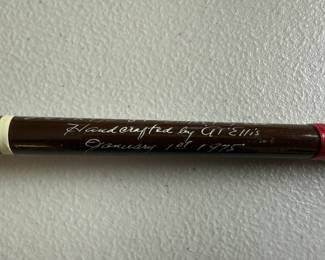 Handcrafted by AT Ellis
January 1st 1975